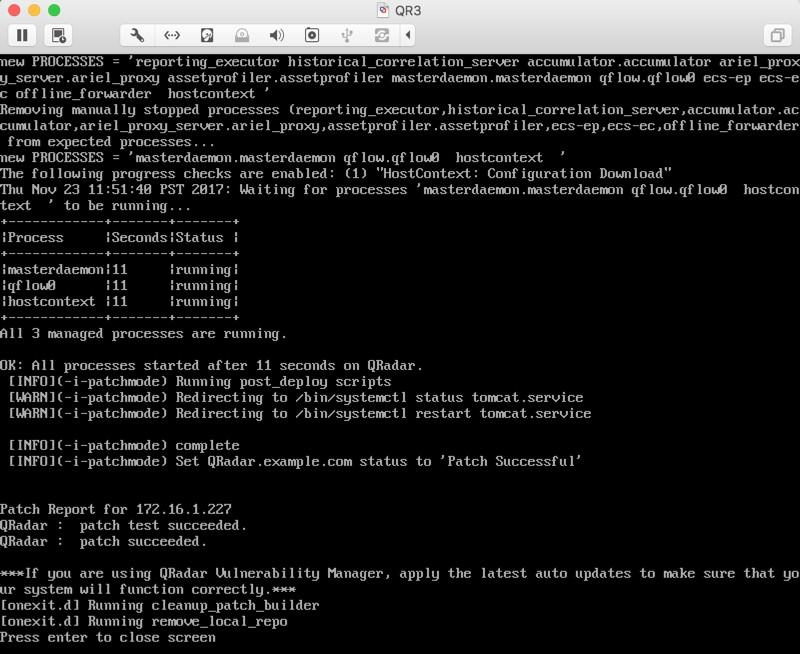 QR3
new PROCESSES = 'reporting_executor historical_correlation_server accumulator.accumulator ariel_prox
y_server.ariel_proxy assetprofiler.assetprofiler masterdaemon.masterdaemon qflow.qflow0 ecs-ep ecs-e
c offline_forwarder  hostcontext '
Removing manually stopped processes (reporting_executor,historical_correlation_server,accumulator.ac
cumulator,ariel_proxy_server.ariel_proxy,assetprofiler.assetprofiler,ecs-ep,ecs-ec,offline_forwarder
 from expected processes...
new PROCESSES = 'masterdaemon.masterdaemon qflow.qflow0  hostcontext  '
The following progress checks are enabled: (1) "HostContext: Configuration Download"
Thu Nov 23 11:51:40 PST 2017: Waiting for processes 'masterdaemon.masterdaemon qflow.qflow0  hostcon
text  ' to be running...
+------------+-------+-------+
|Process     |Seconds|Status |
+------------+-------+-------+
|masterdaemon|11     |running|
|qflow0      |11     |running|
|hostcontext |11     |running|
+------------+-------+-------+
All 3 managed processes are running.
OK: All processes started after 11 seconds on QRadar.
 [INFO](-i-patchmode) Running post_deploy scripts
 [WARN](-i-patchmode) Redirecting to /bin/systemctl status tomcat.service
 [WARN](-i-patchmode) Redirecting to /bin/systemctl restart tomcat.service
 [INFO](-i-patchmode) complete
 [INFO](-i-patchmode) Set QRadar.example.com status to 'Patch Successful'
Patch Report for 172.16.1.227
QRadar :  patch test succeeded.
QRadar :  patch succeeded.
***If you are using QRadar Vulnerability Manager, apply the latest auto updates to make sure that yo
ur system will function correctly.***
[onexit.d] Running cleanup_patch_builder
[onexit.d] Running remove_local_repo
Press enter to close screen